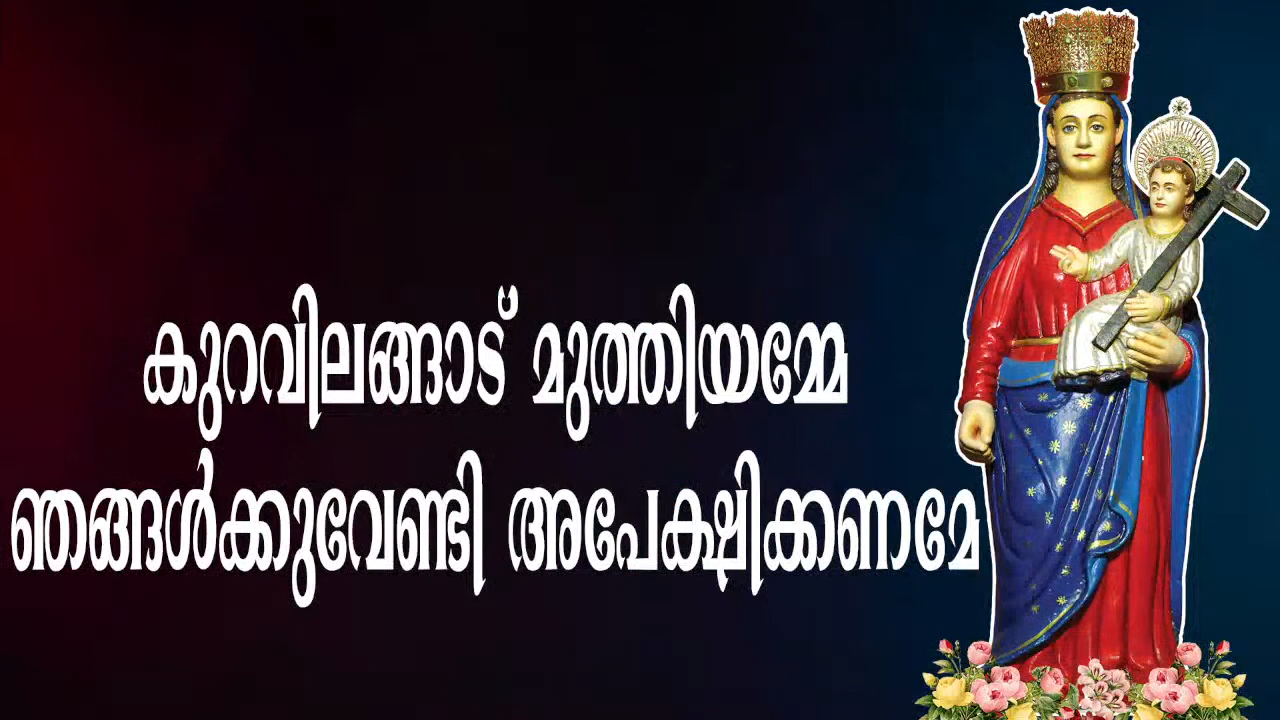 കുറവിലങ്ങാട് മുത്തിയമ്മേ
ഞങ്ങൾക്കുവേണ്ടി അപേക്ഷിക്കണമേ